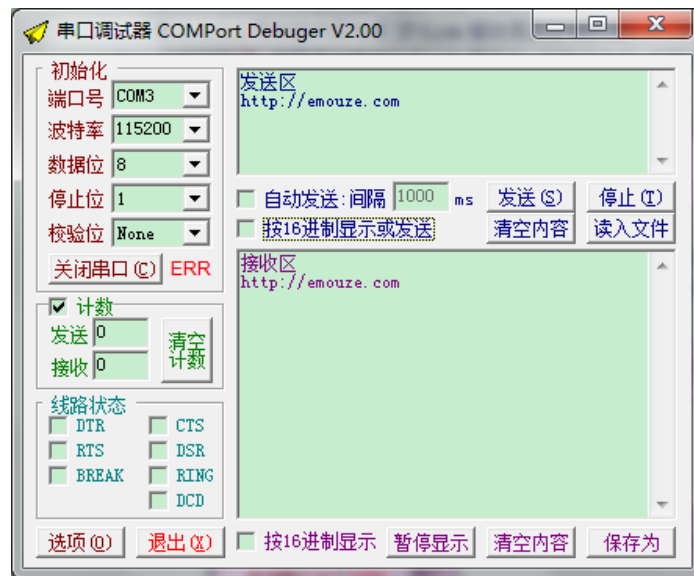 串口调试器 COMPort Debuger V2.00
初始化
端口号 COM3
波特率 115200
数据位 8
停止位 1
校验位 None
关闭串口(C) ERR
计数
发送 0
接收 0
清空
计数
线路状态
DTR CTS
RTS DSR
BREAK RING
DCD
选项(O) 退出(X)
发送区
http://emouze.com
自动发送:间隔 1000 ms 发送(S) 停止(T)
按16进制显示或发送 清空内容 读入文件
接收区
http://emouze.com
按16进制显示 暂停显示 清空内容 保存为